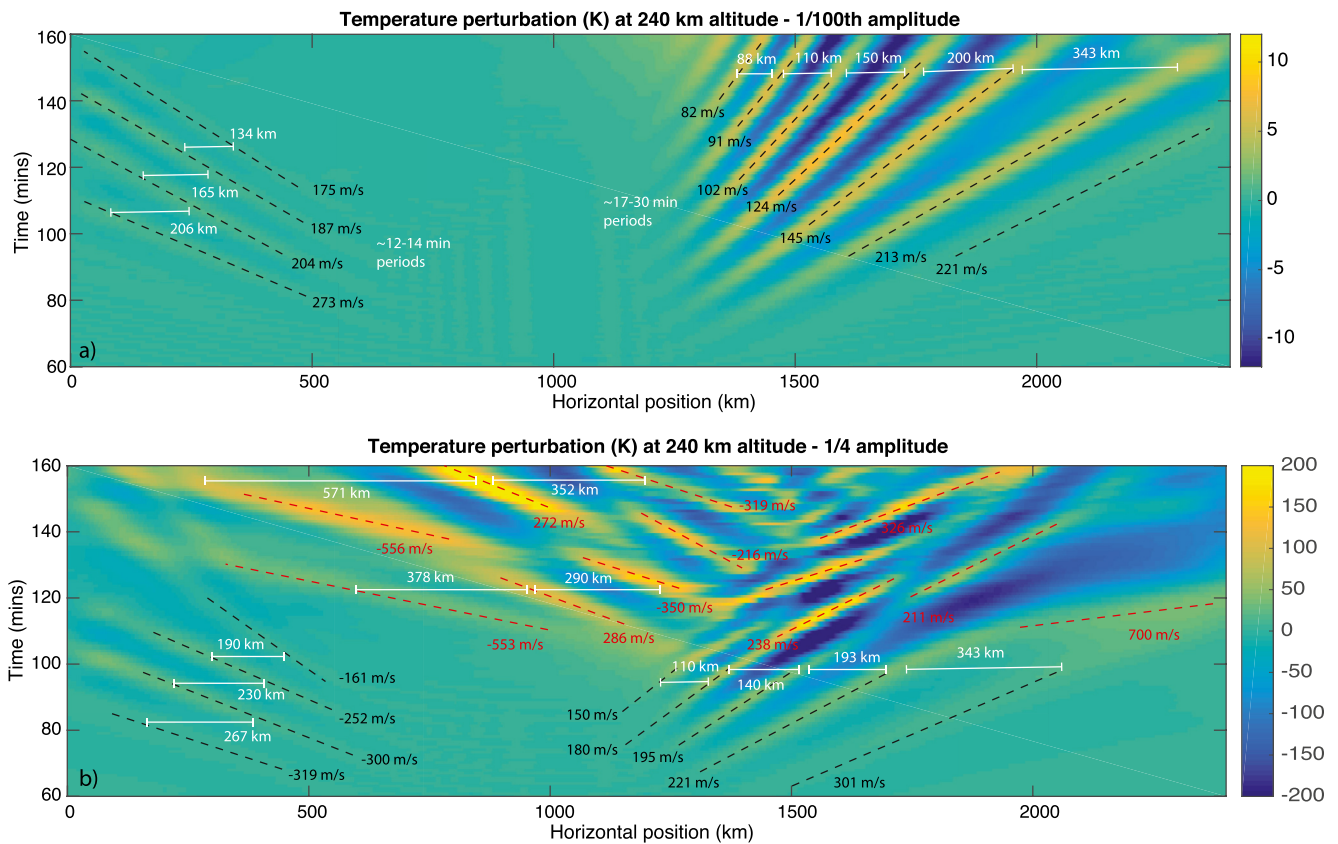 Temperature perturbation (K) at 240 km altitude - 1/100th amplitude
160
140
120
100
80
60
Time (mins)
0
500
1000
1500
2000
Horizontal position (km)
a)
134 km
165 km
206 km
175 m/s
187 m/s
204 m/s
273 m/s
~12-14 min
periods
~17-30 min
periods
88 km
110 km
150 km
200 km
343 km
82 m/s
91 m/s
102 m/s
124 m/s
145 m/s
213 m/s
221 m/s
10
5
0
-5
-10
Temperature perturbation (K) at 240 km altitude - 1/4 amplitude
160
140
120
100
80
60
Time (mins)
0
500
1000
1500
2000
Horizontal position (km)
b)
571 km
352 km
272 m/s
-319 m/s
326 m/s
-556 m/s
-216 m/s
378 km
290 km
-350 m/s
211 m/s
-553 m/s
286 m/s
238 m/s
700 m/s
190 km
230 km
267 km
-161 m/s
-252 m/s
-300 m/s
-319 m/s
110 km
140 km
193 km
343 km
150 m/s
180 m/s
195 m/s
221 m/s
301 m/s
200
150
100
50
0
-50
-100
-150
-200